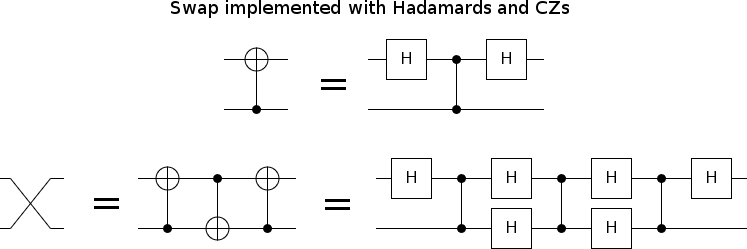 Swap implemented with Hadamards and CZs
H H
=
H H H H
= =
H H